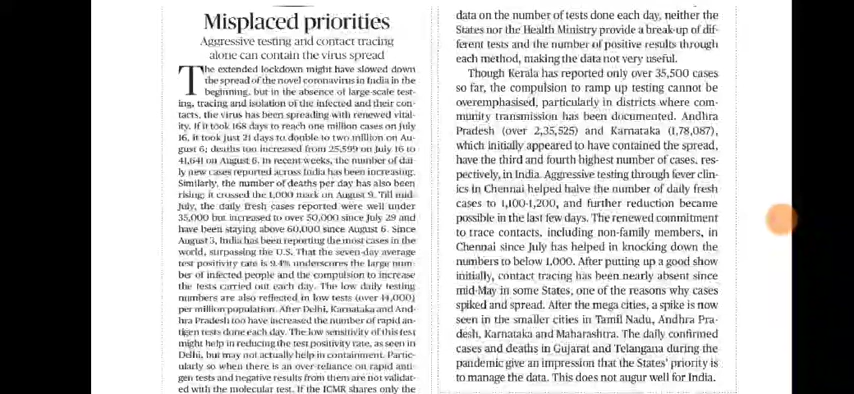 Misplaced priorities
Aggressive testing and contact tracing
alone can contain the virus spread
The extended lockdown might have slowed down
the spread of the novel coronavirus in India in the
beginning, but in the absence of large-scale test-
ing, tracing and isolation of the infected and their con-
tacts, the virus has been spreading with renewed vital-
ity. If it took 168 days to reach one million cases on July
16, it took just 21 days to double to two million on Au-
gust 6; deaths too increased from 25,599 on July 16 to
41,641 on August 6. In recent weeks, the number of dai-
ly new cases reported across India has been increasing.
Similarly, the number of deaths per day has also been
rising; it crossed the 1,000 mark on August 9. Till mid-
July, the daily fresh cases reported were well under
35,000 but increased to over 50,000 since July 29 and
have been staying above 60,000 since August 6. Since
August 3, India has been reporting the most cases in the
world, surpassing the U.S. That the seven-day average
test positivity rate is 9.4% underscores the large num-
ber of infected people and the compulsion to increase
the tests carried out each day. The low daily testing
numbers are also reflected in low tests (over 14,000)
per million population. After Delhi, Karnataka and And-
hra Pradesh too have increased the number of rapid an-
tigen tests done each day. The low sensitivity of this test
might help in reducing the test positivity rate, as seen in
Delhi, but may not actually help in containment. Partic-
ularly so when there is an over-reliance on rapid anti-
gen tests and negative results from them are not validat-
ed with the molecular test. If the ICMR shares only the
data on the number of tests done each day, neither the
States nor the Health Ministry provide a break-up of dif-
ferent tests and the number of positive results through
each method, making the data not very useful.
Though Kerala has reported only over 35,500 cases
so far, the compulsion to ramp up testing cannot be
overemphasised, particularly in districts where com-
munity transmission has been documented. Andhra
Pradesh (over 2,35,525) and Karnataka (1,78,087),
which initially appeared to have contained the spread,
have the third and fourth highest number of cases, res-
pectively, in India. Aggressive testing through fever clin-
ics in Chennai helped halve the number of daily fresh
cases to 1,100-1,200, and further reduction became
possible in the last few days. The renewed commitment
to trace contacts, including non-family members, in
Chennai since July has helped in knocking down the
numbers to below 1,000. After putting up a good show
initially, contact tracing has been nearly absent since
mid-May in some States, one of the reasons why cases
spiked and spread. After the mega cities, a spike is now
seen in the smaller cities in Tamil Nadu, Andhra Pra-
desh, Karnataka and Maharashtra. The daily confirmed
cases and deaths in Gujarat and Telangana during the
pandemic give an impression that the States' priority is
to manage the data. This does not augur well for India.